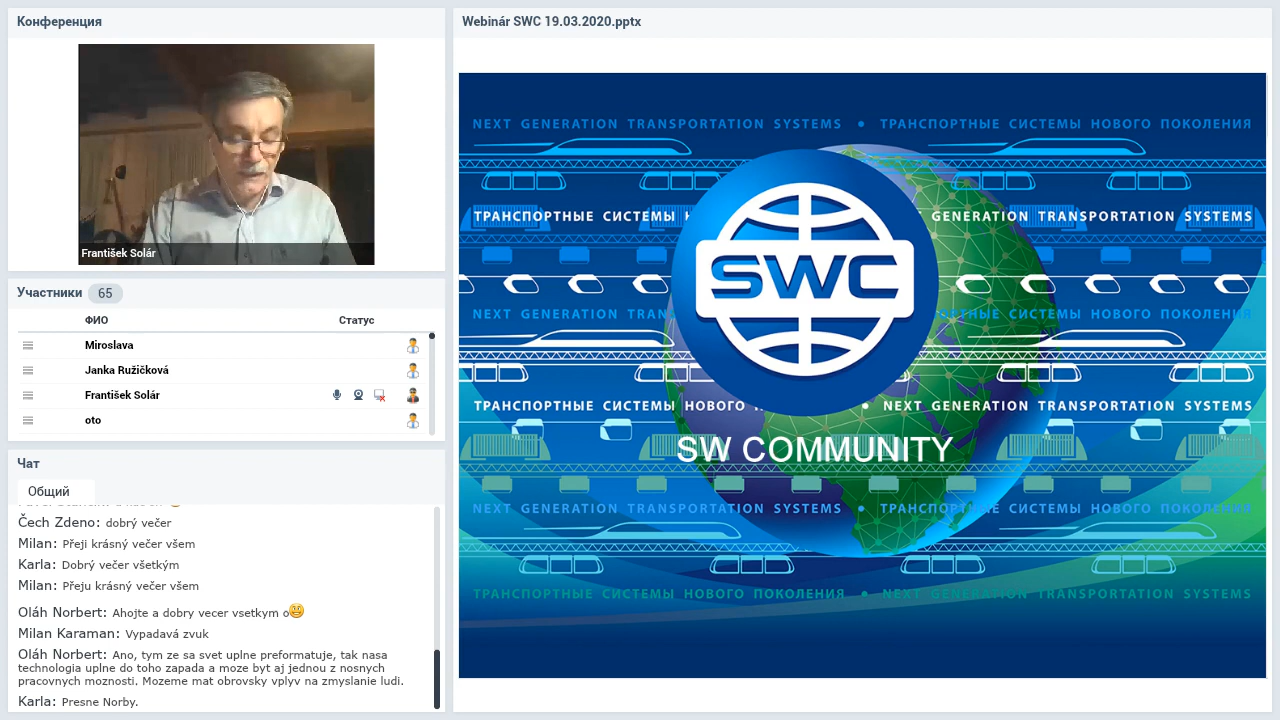 Конференция
František Solár
Участники 65
ФИО Статус
Miroslava
Janka Ružičková
František Solár
oto
Чат
Общий
Čech Zdeno: dobrý večer
Milan: Přeji krásný večer všem
Karla: Dobrý večer všetkým
Milan: Přeju krásný večer všem
Oláh Norbert: Ahojte a dobry vecer vsetkym o
Milan Karaman: Vypadavá zvuk
Oláh Norbert: Ano, tym ze sa svet uplne preformatuje, tak nasa
technologia uplne do toho zapada a moze byt aj jednou z nosnych
pracovnych moznosti. Mozeme mat obrovsky vplyv na zmyslanie ludi.
Karla: Presne Norby.
Webinár SWC 19.03.2020.pptx
NEXT GENERATION TRANSPORTATION SYSTEMS • ТРАНСПОРТНЫЕ СИСТЕМЫ НОВОГО ПОКОЛЕНИЯ
ТРАНСПОРТНЫЕ СИСТЕМЫ GENERATION TRANSPORTATION SYSTEMS
SWC
NEXT GENERATION СИСТЕМЫ НОВОГО ПОКОЛЕНИЯ
ТРАНСПОРТНЫЕ СИСТЕМЫ НОВОГО • NEXT GENERATION TRANSPORTATION SYSTEMS
SW COMMUNITY
NEXT GENERATION TRANSPORTATION SYSTEMS • ТРАНСПОРТНЫЕ СИСТЕМЫ НОВОГО ПОКОЛЕНИЯ
ТРАНСПОРТНЫЕ СИСТЕМЫ НОВОГО ПОКОЛЕНИЯ • NEXT GENERATION TRANSPORTATION SYSTEMS